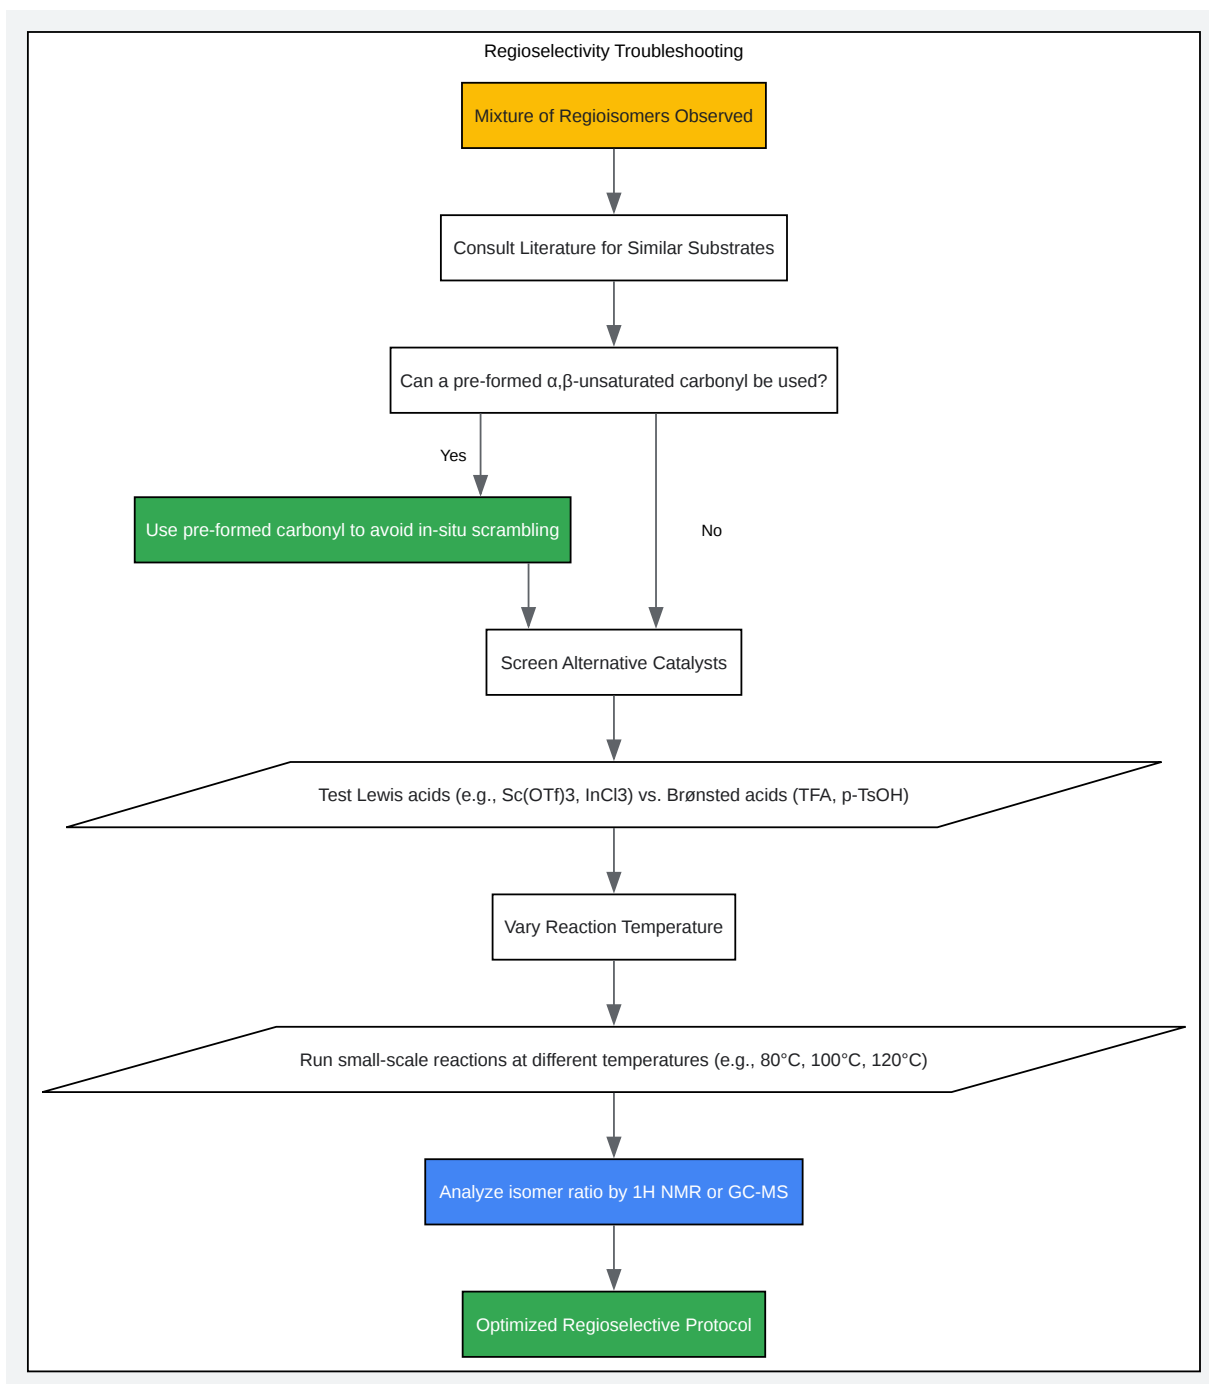 Regioselectivity Troubleshooting
Mixture of Regioisomers Observed
Consult Literature for Similar Substrates
Can a pre-formed α,β-unsaturated carbonyl be used?
Yes
Use pre-formed carbonyl to avoid in-situ scrambling
No
Screen Alternative Catalysts
Test Lewis acids (e.g., Sc(OTf)3, InCl3) vs. Brønsted acids (TFA, p-TsOH)
Vary Reaction Temperature
Run small-scale reactions at different temperatures (e.g., 80°C, 100°C, 120°C)
Analyze isomer ratio by 1H NMR or GC-MS
Optimized Regioselective Protocol